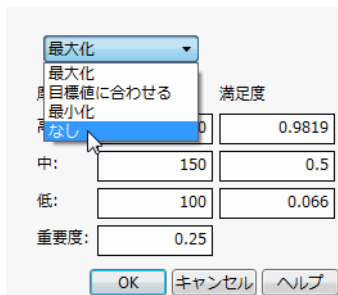 最大化
最大化
目標値に合わせる 満足度
最小化
0 0.9819
なし
中: 150 0.5
低: 100 0.066
重要度: 0.25
OK キャンセル ヘルプ